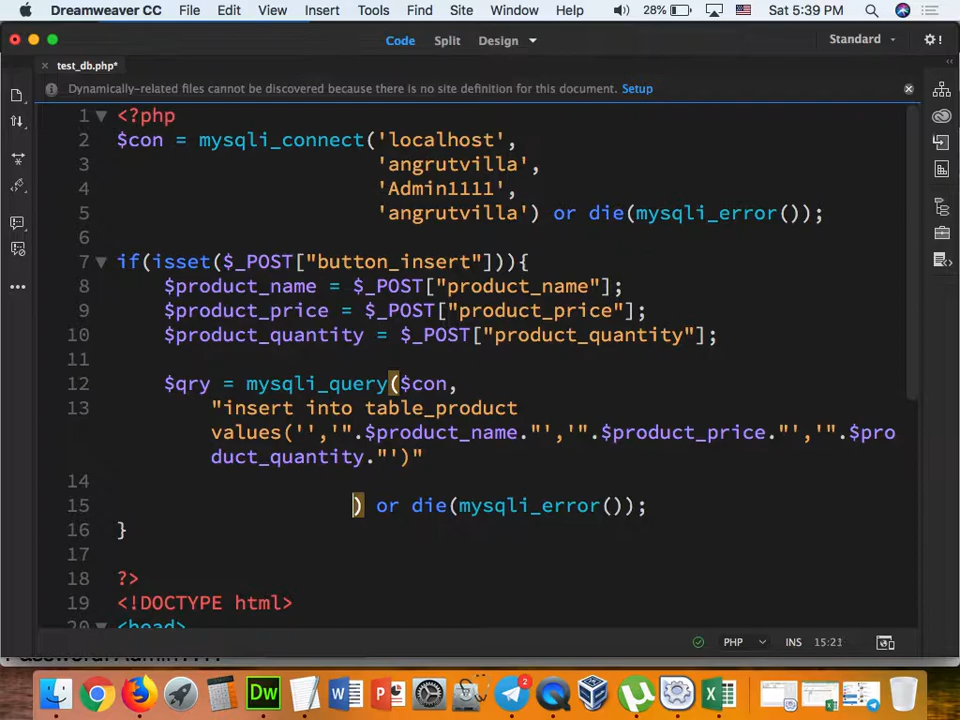 Dreamweaver CC File Edit View Insert Tools Find Site Window Help 28% Sat 5:39 PM
Code Split Design Standard
test_db.php*
Dynamically-related files cannot be discovered because there is no site definition for this document. Setup
1 <?php
2 $con = mysqli_connect('localhost',
3 'angrutvilla',
4 'Admin1111',
5 'angrutvilla') or die(mysqli_error());
6
7 if(isset($_POST["button_insert"])){
8 $product_name = $_POST["product_name"];
9 $product_price = $_POST["product_price"];
10 $product_quantity = $_POST["product_quantity"];
11
12 $qry = mysqli_query($con,
13 "insert into table_product
values('','".$product_name."','".$product_price."','".$pro
duct_quantity."')"
14
15 ) or die(mysqli_error());
16 }
17
18 ?>
19 <!DOCTYPE html>
20 <head>
PHP INS 15:21
Dw 2